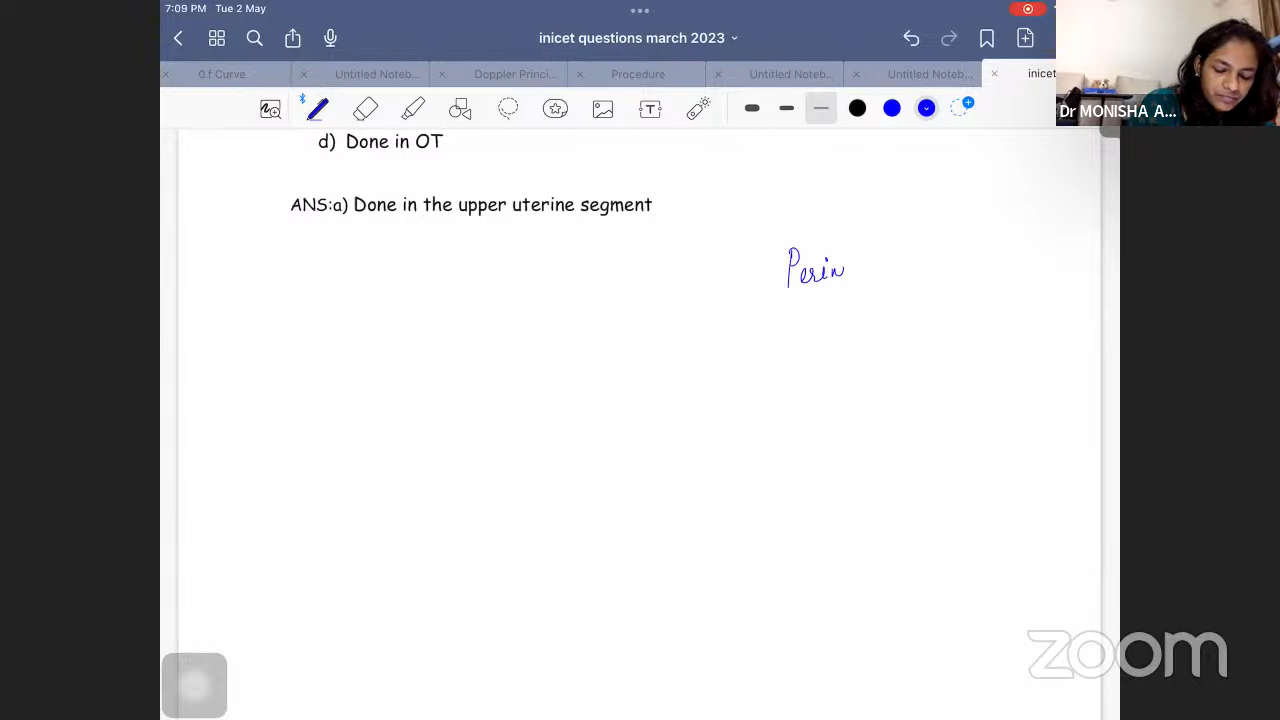 7:09 PM Tue 2 May
inicet questions march 2023
0.f Curve
Untitled Noteb...
Doppler Princi...
Procedure
Untitled Noteb...
Untitled Noteb...
inicet
Dr MONISHA A...
d) Done in OT
ANS:a) Done in the upper uterine segment
Perin
zoom